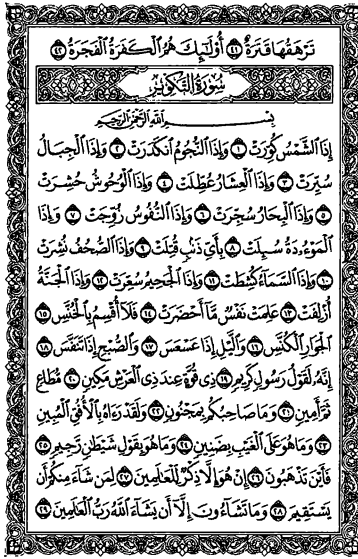 تَرْهَقُهَا قَتَرَةٌ ٤١ أُوْلَٰٓئِكَ هُمُ ٱلْكَفَرَةُ ٱلْفَجَرَةُ ٤٢
سُورَةُ التَّكْوِيرِ
بِسْمِ ٱللَّهِ ٱلرَّحْمَٰنِ ٱلرَّحِيمِ
إِذَا ٱلشَّمْسُ كُوِّرَتْ ١ وَإِذَا ٱلنُّجُومُ ٱنكَدَرَتْ ٢ وَإِذَا ٱلْجِبَالُ
سُيِّرَتْ ٣ وَإِذَا ٱلْعِشَارُ عُطِّلَتْ ٤ وَإِذَا ٱلْوُحُوشُ حُشِرَتْ
٥ وَإِذَا ٱلْبِحَارُ سُجِّرَتْ ٦ وَإِذَا ٱلنُّفُوسُ زُوِّجَتْ ٧ وَإِذَا
ٱلْمَوْءُۥدَةُ سُئِلَتْ ٨ بِأَيِّ ذَنۢبٍ قُتِلَتْ ٩ وَإِذَا ٱلصُّحُفُ نُشِرَتْ
١٠ وَإِذَا ٱلسَّمَآءُ كُشِطَتْ ١١ وَإِذَا ٱلْجَحِيمُ سُعِّرَتْ ١٢ وَإِذَا ٱلْجَنَّةُ
أُزْلِفَتْ ١٣ عَلِمَتْ نَفْسٌ مَّآ أَحْضَرَتْ ١٤ فَلَآ أُقْسِمُ بِٱلْخُنَّسِ ١٥
ٱلْجَوَارِ ٱلْكُنَّسِ ١٦ وَٱلَّيْلِ إِذَا عَسْعَسَ ١٧ وَٱلصُّبْحِ إِذَا تَنَفَّسَ ١٨
إِنَّهُۥ لَقَوْلُ رَسُولٍ كَرِيمٍ ١٩ ذِي قُوَّةٍ عِندَ ذِي ٱلْعَرْشِ مَكِينٍ ٢٠ مُّطَاعٍ
ثَمَّ أَمِينٍ ٢١ وَمَا صَاحِبُكُم بِمَجْنُونٍ ٢٢ وَلَقَدْ رَءَاهُ بِٱلْأُفُقِ ٱلْمُبِينِ
٢٣ وَمَا هُوَ عَلَى ٱلْغَيْبِ بِضَنِينٍ ٢٤ وَمَا هُوَ بِقَوْلِ شَيْطَٰنٍ رَّجِيمٍ ٢٥
فَأَيْنَ تَذْهَبُونَ ٢٦ إِنْ هُوَ إِلَّا ذِكْرٌ لِّلْعَٰلَمِينَ ٢٧ لِمَن شَآءَ مِنكُمْ أَن
يَسْتَقِيمَ ٢٨ وَمَا تَشَآءُونَ إِلَّآ أَن يَشَآءَ ٱللَّهُ رَبُّ ٱلْعَٰلَمِينَ ٢٩